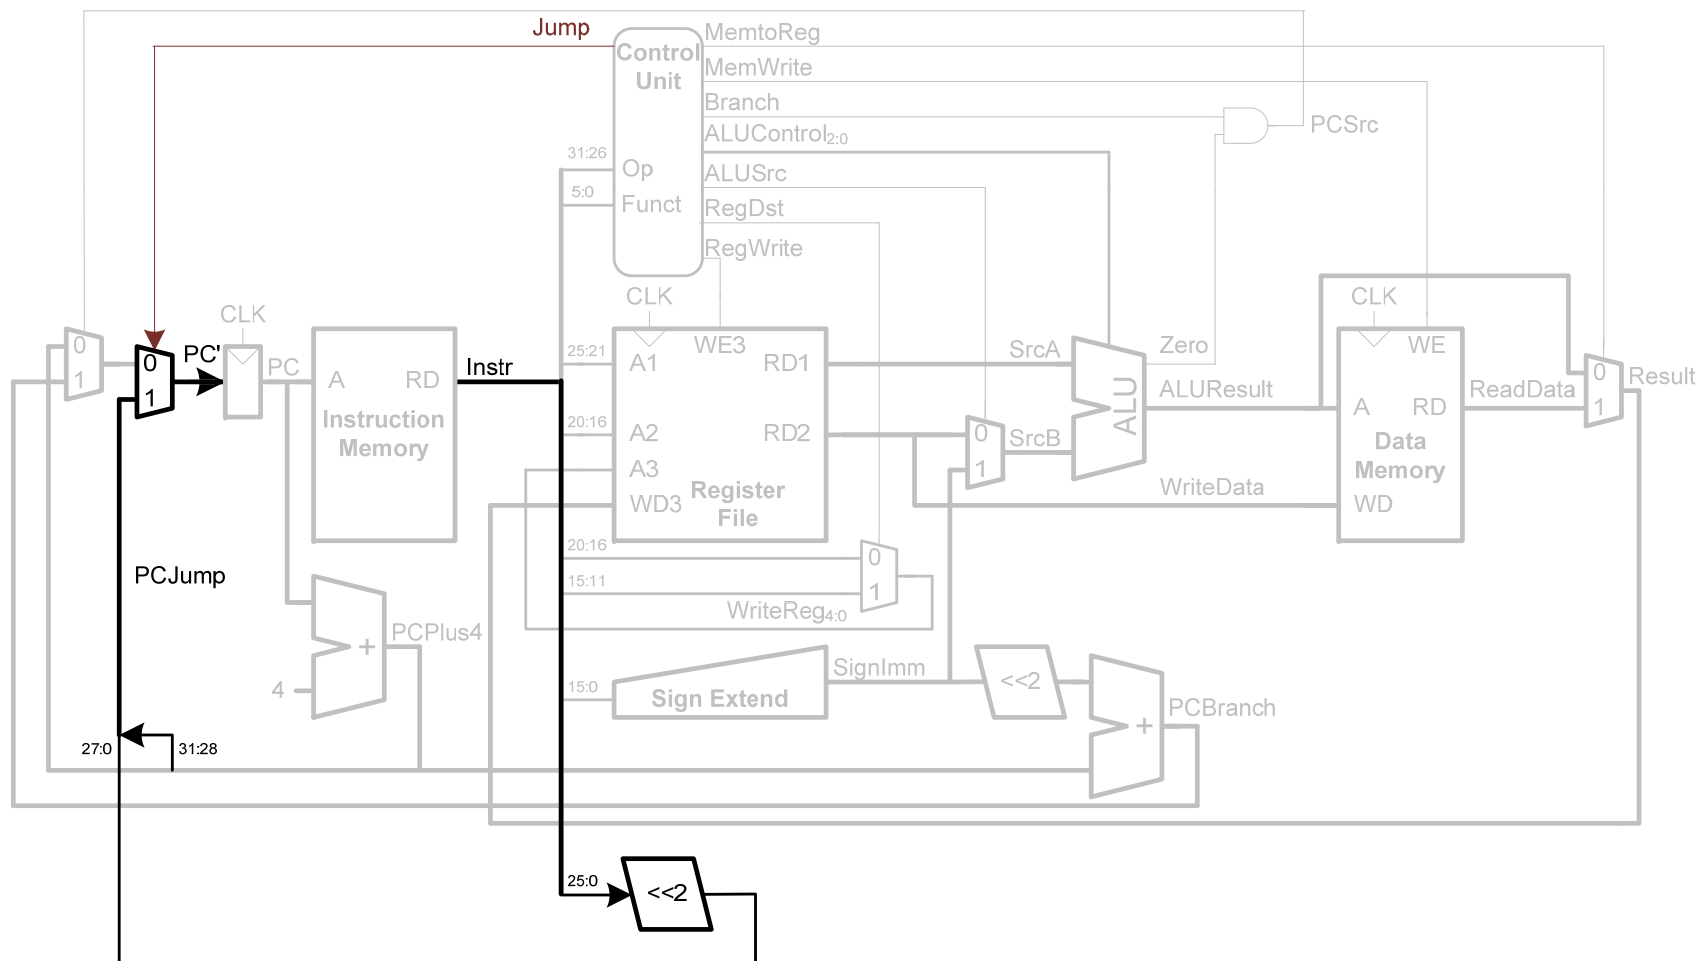 Jump
Control
Unit
MemtoReg
MemWrite
Branch
ALUControl2:0
PCSrc
31:26
Op
ALUSrc
5:0
Funct
RegDst
RegWrite
CLK
CLK
CLK
0
1
0
1
PC'
PC
A
RD
Instr
Instruction
Memory
25:21
A1
WE3
RD1
SrcA
Zero
WE
ALU
ALUResult
A
RD
ReadData
0
1
Result
20:16
A2
RD2
0
1
SrcB
A3
Data
Memory
WD3
Register
File
WriteData
WD
20:16
0
15:11
1
WriteReg4:0
PCJump
+
PCPlus4
4
SignImm
15:0
Sign Extend
<<2
+
PCBranch
27:0
31:28
25:0
<<2